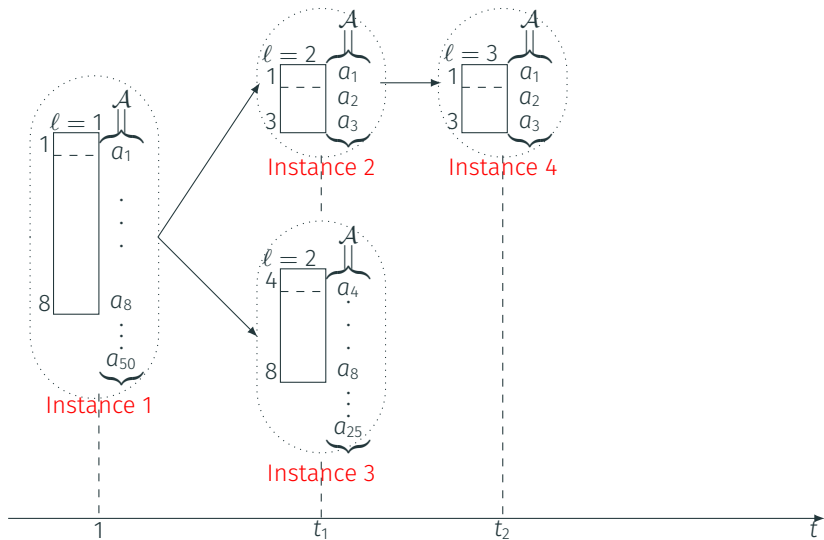 𝒜
ℓ = 1
1
a₁
8
a₈
a₅₀
Instance 1
𝒜
ℓ = 2
1
a₁
a₂
3
a₃
Instance 2
𝒜
ℓ = 3
1
a₁
a₂
3
a₃
Instance 4
𝒜
ℓ = 2
4
a₄
8
a₈
a₂₅
Instance 3
1
t₁
t₂
t